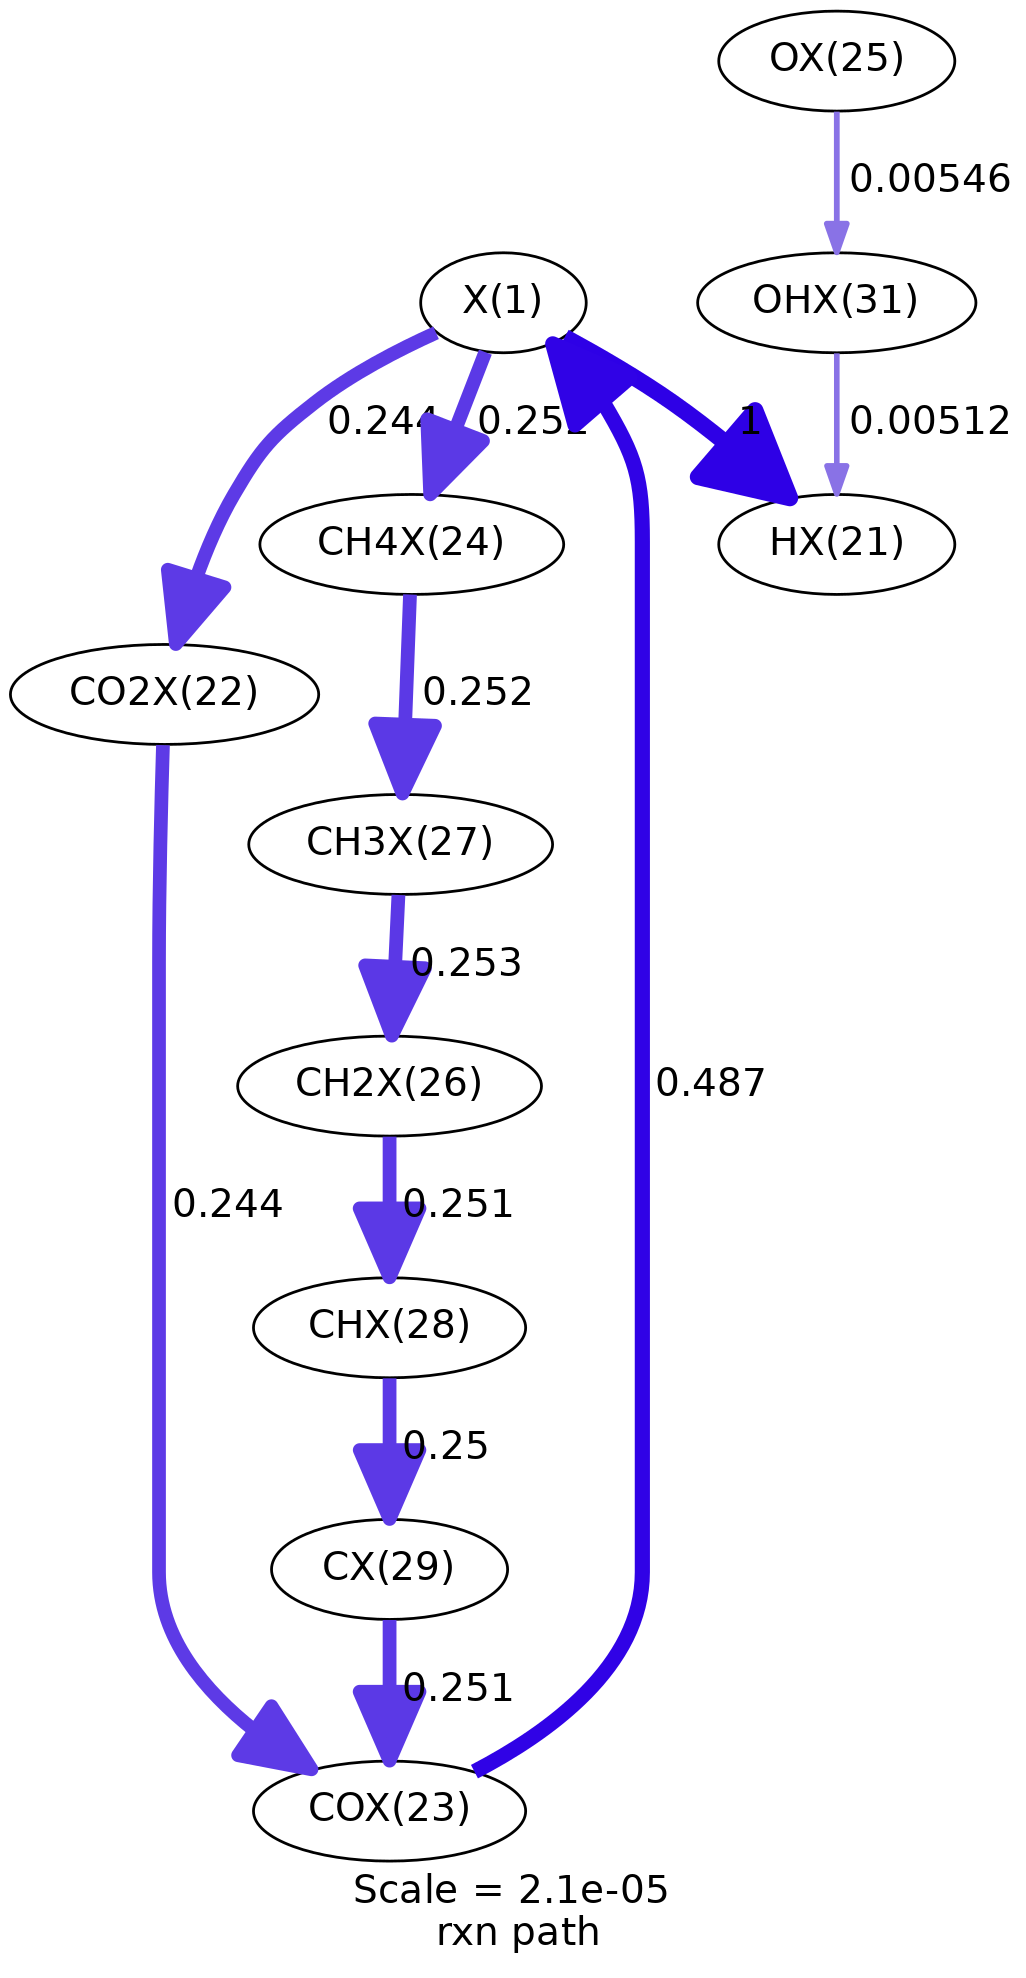 OX(25)
0.00546
X(1)
OHX(31)
0.244
0.252
1
0.00512
CH4X(24)
HX(21)
CO2X(22)
0.252
CH3X(27)
0.253
CH2X(26)
0.487
0.244
0.251
CHX(28)
0.25
CX(29)
0.251
COX(23)
Scale = 2.1e-05
rxn path